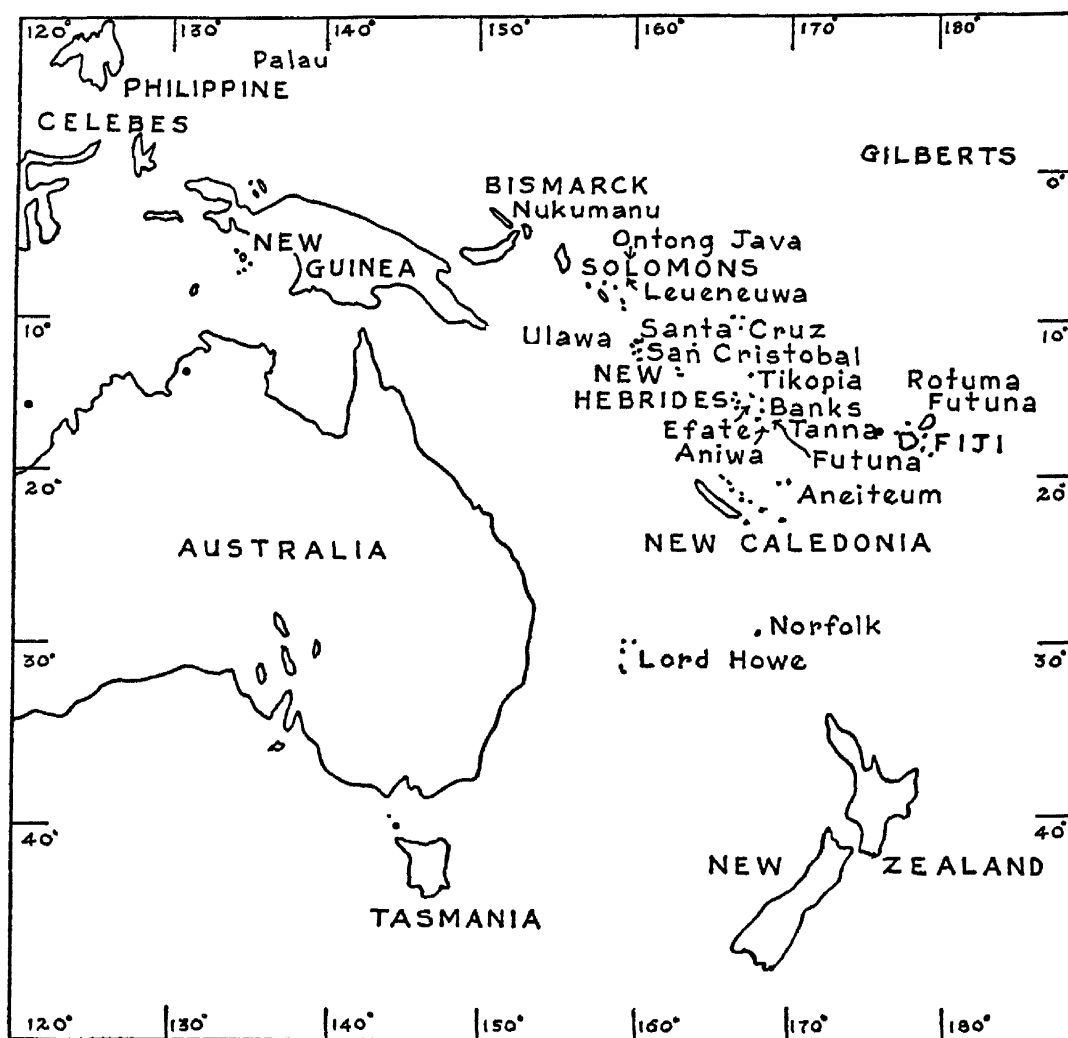 120° 130° 140° 150° 160° 170° 180°
Palau
PHILIPPINE
CELEBES
GILBERTS
0°
BISMARCK
Nukumanu
NEW
GUINEA
Ontong Java
SOLOMONS
Leueneuwa
10°
10°
Ulawa
Santa Cruz
San Cristobal
NEW
HEBRIDES
Tikopia
Banks
Rotuma
Futuna
Efate
Tanna
FIJI
Aniwa
Futuna
20°
20°
Aneiteum
AUSTRALIA
NEW CALEDONIA
Norfolk
30°
Lord Howe
30°
40°
40°
NEW ZEALAND
TASMANIA
120° 130° 140° 150° 160° 170° 180°